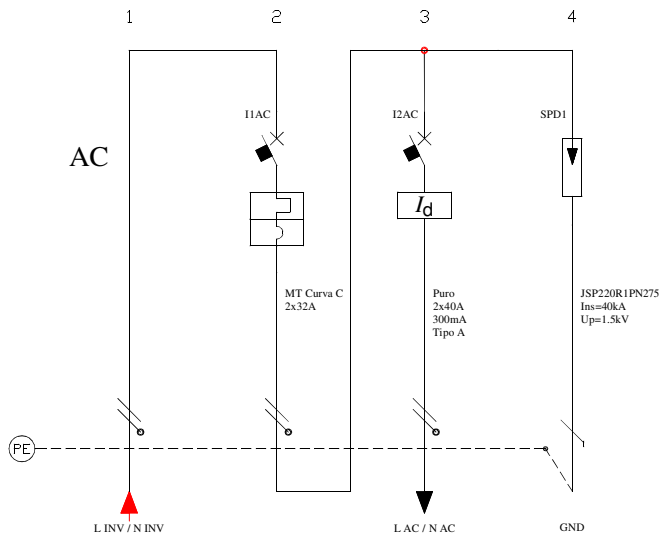 1 2 3 4
I1AC I2AC SPD1
AC
Id
MT Curva C
2x32A
Puro
2x40A
300mA
Tipo A
JSP220R1PN275
Ins=40kA
Up=1.5kV
PE
L INV / N INV L AC / N AC GND